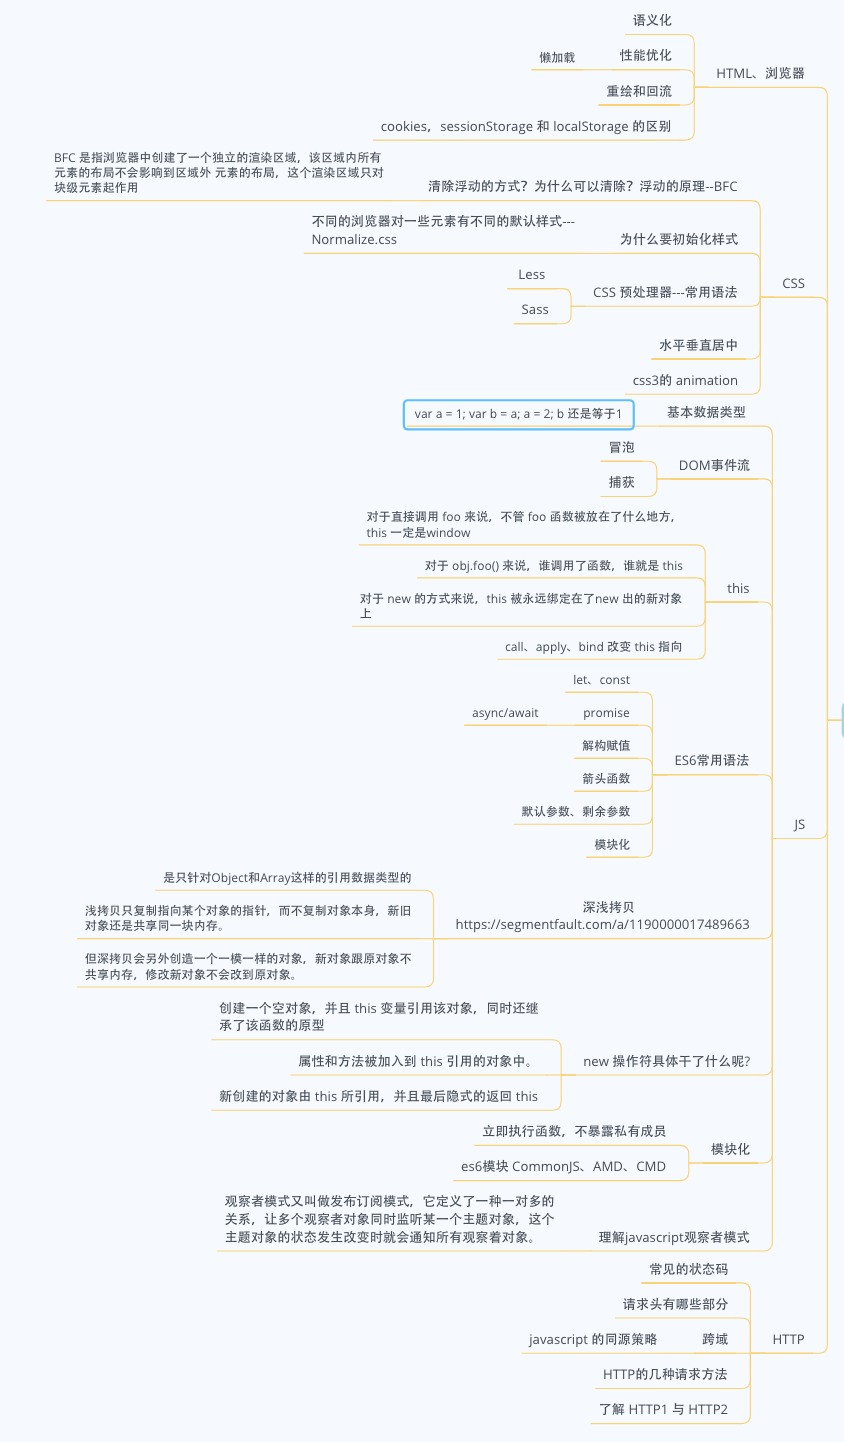 语义化
懒加载
性能优化
重绘和回流
HTML、浏览器
cookies，sessionStorage 和 localStorage 的区别
BFC 是指浏览器中创建了一个独立的渲染区域，该区域内所有
元素的布局不会影响到区域外 元素的布局，这个渲染区域只对
块级元素起作用
清除浮动的方式？为什么可以清除？浮动的原理--BFC
不同的浏览器对一些元素有不同的默认样式---
Normalize.css
为什么要初始化样式
Less
Sass
CSS 预处理器---常用语法
CSS
水平垂直居中
css3的 animation
var a = 1; var b = a; a = 2; b 还是等于1
基本数据类型
冒泡
捕获
DOM事件流
对于直接调用 foo 来说，不管 foo 函数被放在了什么地方，
this 一定是window
对于 obj.foo() 来说，谁调用了函数，谁就是 this
对于 new 的方式来说，this 被永远绑定在了new 出的新对象
上
call、apply、bind 改变 this 指向
this
let、const
async/await
promise
解构赋值
箭头函数
默认参数、剩余参数
模块化
ES6常用语法
JS
是只针对Object和Array这样的引用数据类型的
浅拷贝只复制指向某个对象的指针，而不复制对象本身，新旧
对象还是共享同一块内存。
但深拷贝会另外创造一个一模一样的对象，新对象跟原对象不
共享内存，修改新对象不会改到原对象。
深浅拷贝
https://segmentfault.com/a/1190000017489663
创建一个空对象，并且 this 变量引用该对象，同时还继
承了该函数的原型
属性和方法被加入到 this 引用的对象中。
新创建的对象由 this 所引用，并且最后隐式的返回 this
new 操作符具体干了什么呢?
立即执行函数，不暴露私有成员
es6模块 CommonJS、AMD、CMD
模块化
观察者模式又叫做发布订阅模式，它定义了一种一对多的
关系，让多个观察者对象同时监听某一个主题对象，这个
主题对象的状态发生改变时就会通知所有观察着对象。
理解javascript观察者模式
常见的状态码
请求头有哪些部分
javascript 的同源策略
跨域
HTTP
HTTP的几种请求方法
了解 HTTP1 与 HTTP2